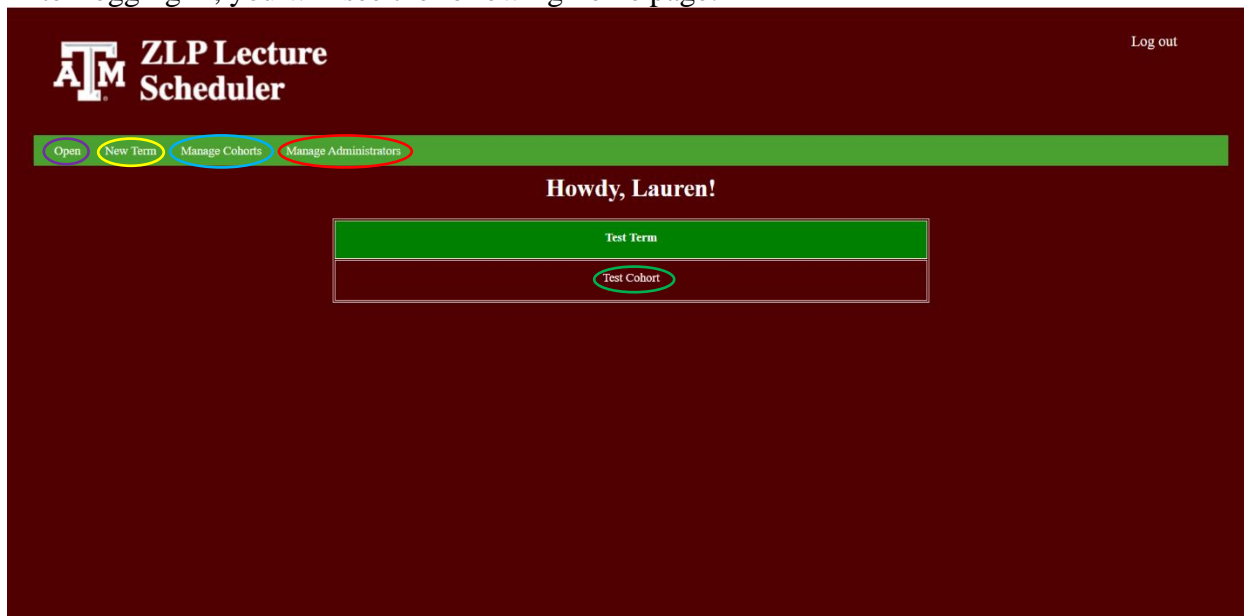 ZLP Lecture
Scheduler
Log out
Open New Term Manage Cohorts Manage Administrators
Howdy, Lauren!
Test Term
Test Cohort